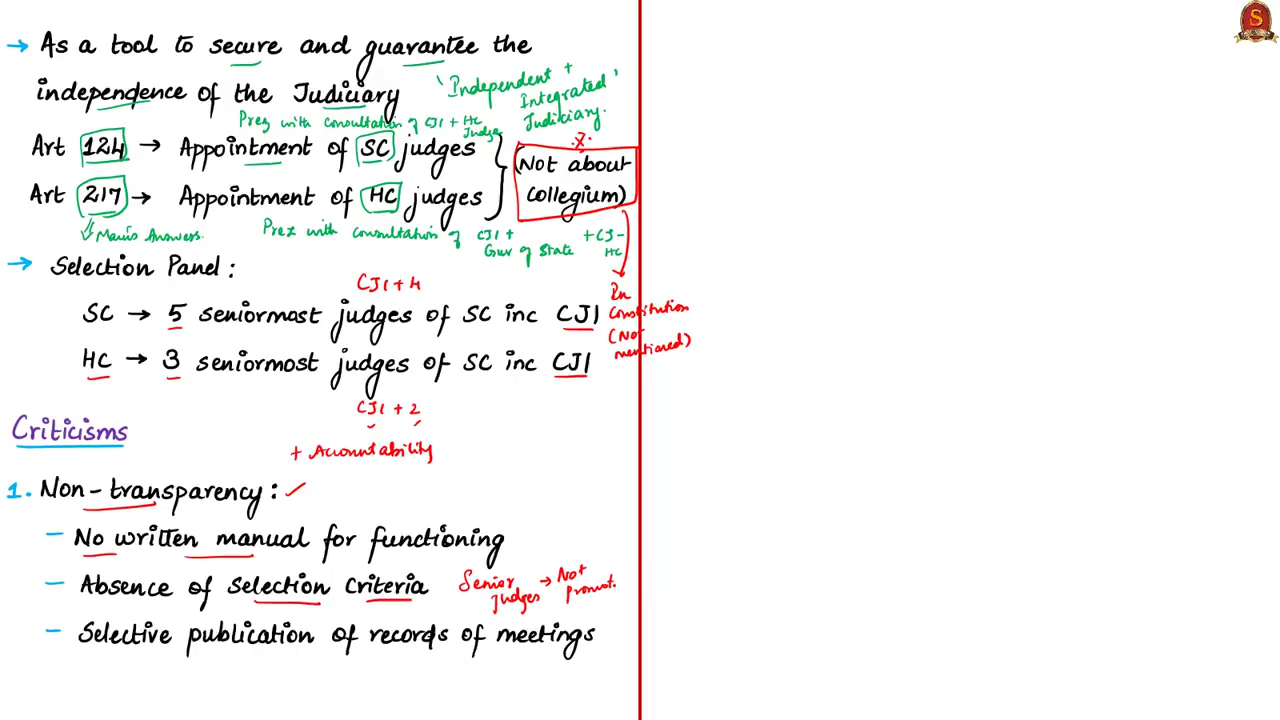 → As a tool to secure and guarantee the
independence of the Judiciary
'Independent +
Integrated'
Judiciary.
Prez with consultation of CJI + HC
Judges
Art 124 → Appointment of SC judges
Art 217 → Appointment of HC judges
(Not about
Collegium)
Mains Answers.
Prez with consultation of CJI +
Guv of State
+ CJ-
HC
→ Selection Panel:
CJI + 4
SC → 5 seniormost judges of SC inc CJI
In
Constitution
(Not
mentioned)
HC → 3 seniormost judges of SC inc CJI
CJI + 2
Criticisms
+ Accountability
1. Non-transparency: ✓
- No written manual for functioning
- Absence of selection criteria
Senior
Judges → Not
Promot.
- Selective publication of records of meetings
S